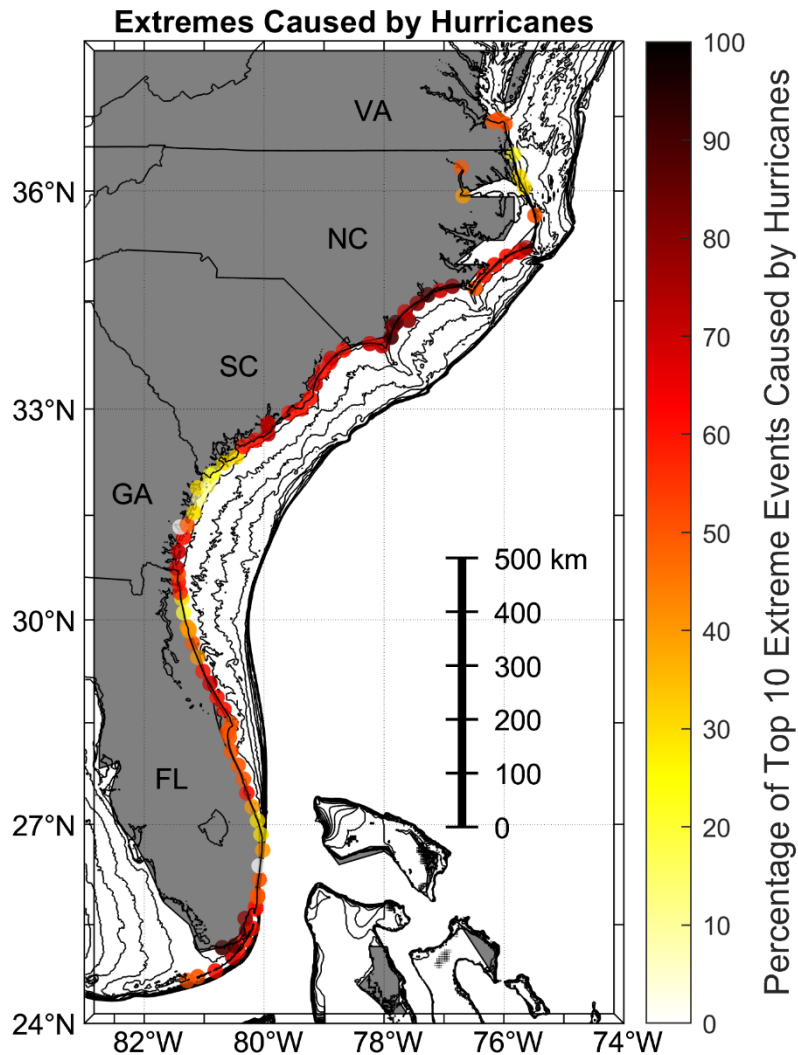 Extremes Caused by Hurricanes
VA
NC
SC
GA
FL
36°N
33°N
30°N
27°N
24°N
82°W
80°W
78°W
76°W
74°W
500 km
400
300
200
100
0
100
90
80
70
60
50
40
30
20
10
0
Percentage of Top 10 Extreme Events Caused by Hurricanes